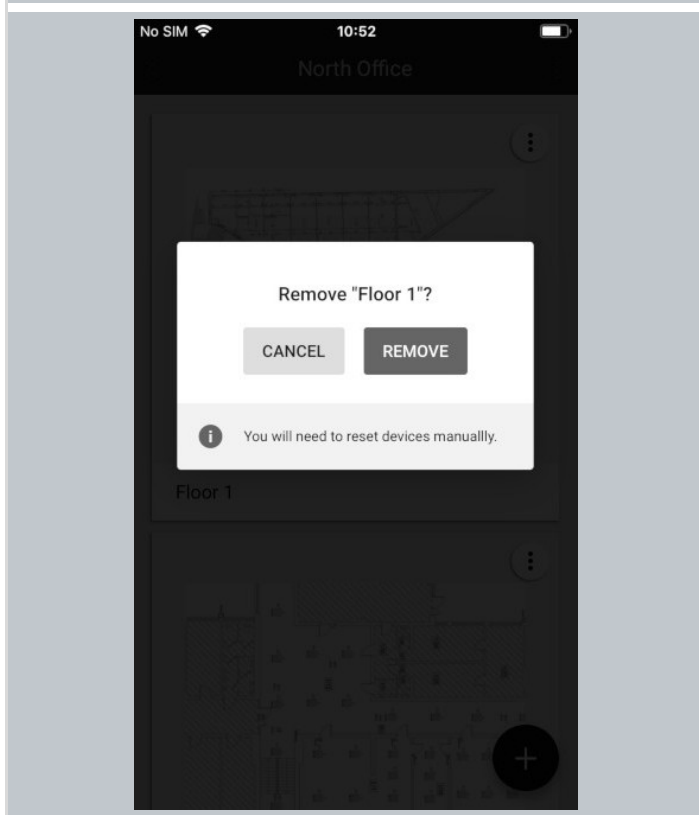 No SIM 10:52
North Office
Remove "Floor 1"?
CANCEL REMOVE
You will need to reset devices manuallly.
Floor 1